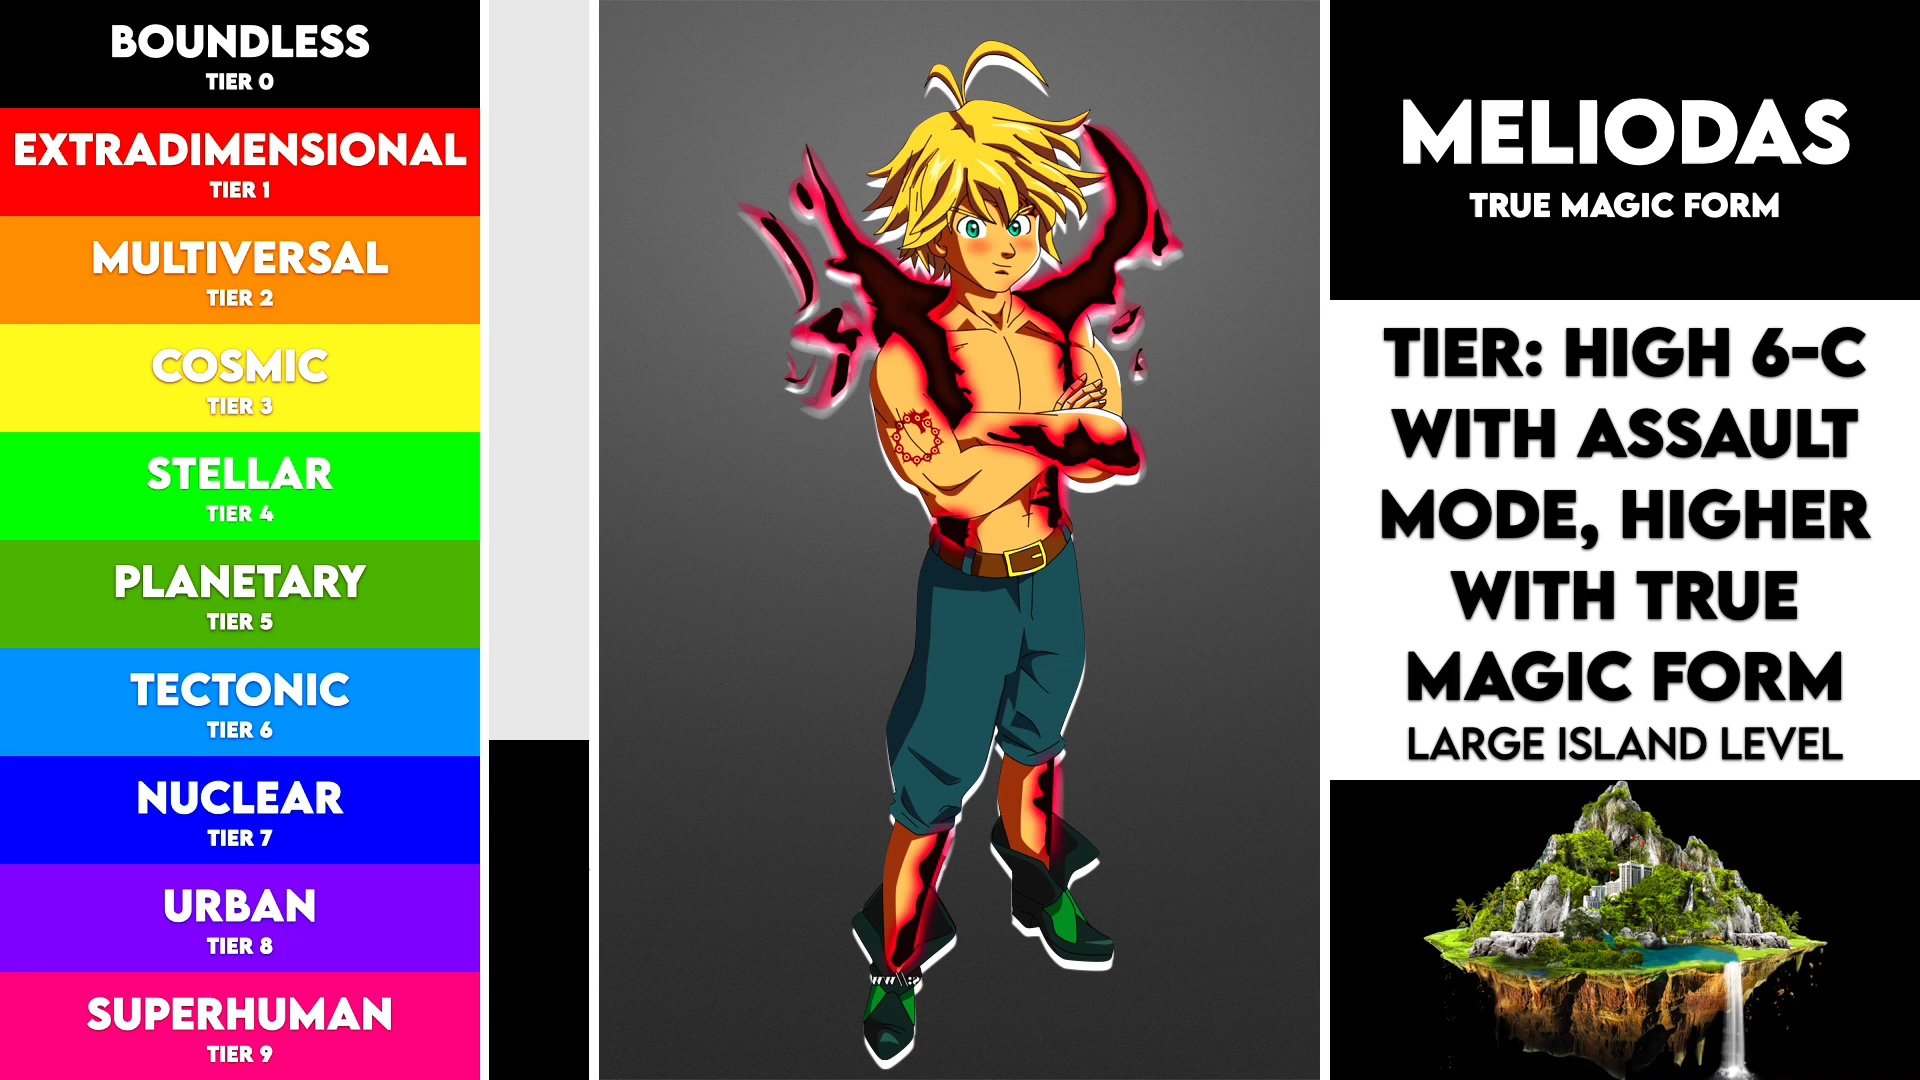 BOUNDLESS
TIER 0
EXTRADIMENSIONAL
TIER 1
MULTIVERSAL
TIER 2
COSMIC
TIER 3
STELLAR
TIER 4
PLANETARY
TIER 5
TECTONIC
TIER 6
NUCLEAR
TIER 7
URBAN
TIER 8
SUPERHUMAN
TIER 9
MELIODAS
TRUE MAGIC FORM
TIER: HIGH 6-C
WITH ASSAULT
MODE, HIGHER
WITH TRUE
MAGIC FORM
LARGE ISLAND LEVEL